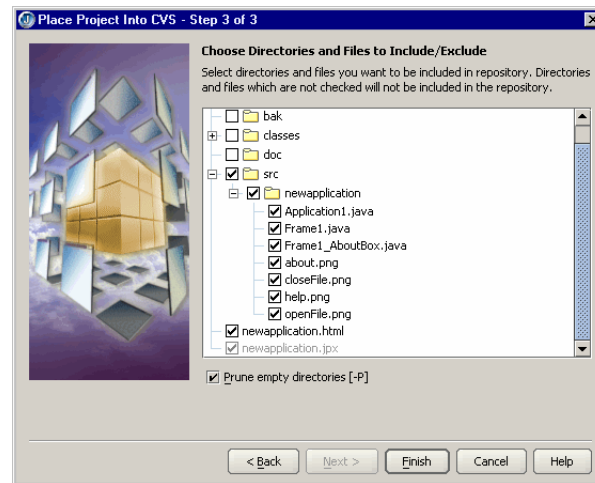 Place Project Into CVS - Step 3 of 3
Choose Directories and Files to Include/Exclude
Select directories and files you want to be included in repository. Directories
and files which are not checked will not be included in the repository.
bak
classes
doc
src
newapplication
Application1.java
Frame1.java
Frame1_AboutBox.java
about.png
closeFile.png
help.png
openFile.png
newapplication.html
newapplication.jpx
Prune empty directories [-P]
< Back Next > Finish Cancel Help